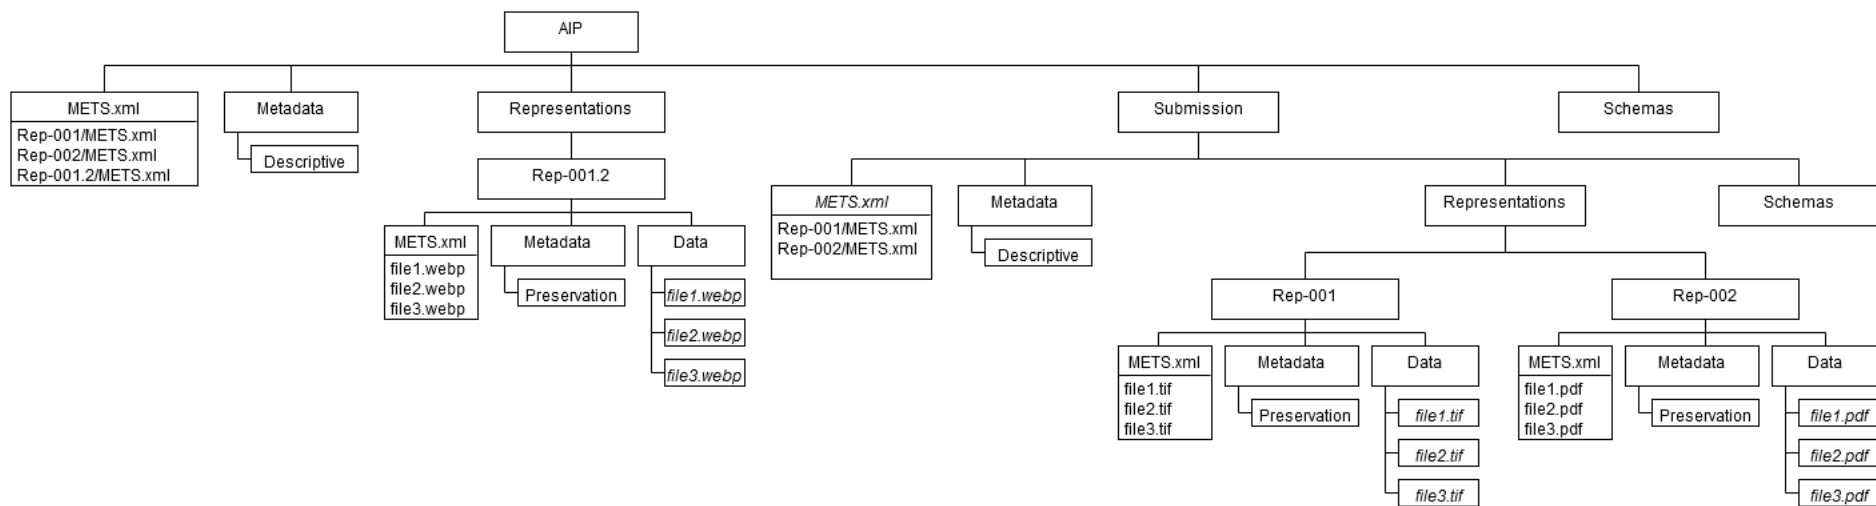 AIP
METS.xml
Rep-001/METS.xml
Rep-002/METS.xml
Rep-001.2/METS.xml
Metadata
Descriptive
Representations
Rep-001.2
METS.xml
file1.webp
file2.webp
file3.webp
Metadata
Preservation
Data
file1.webp
file2.webp
file3.webp
Submission
METS.xml
Rep-001/METS.xml
Rep-002/METS.xml
Metadata
Descriptive
Representations
Rep-001
METS.xml
file1.tif
file2.tif
file3.tif
Metadata
Preservation
Data
file1.tif
file2.tif
file3.tif
Rep-002
METS.xml
file1.pdf
file2.pdf
file3.pdf
Metadata
Preservation
Data
file1.pdf
file2.pdf
file3.pdf
Schemas
Schemas